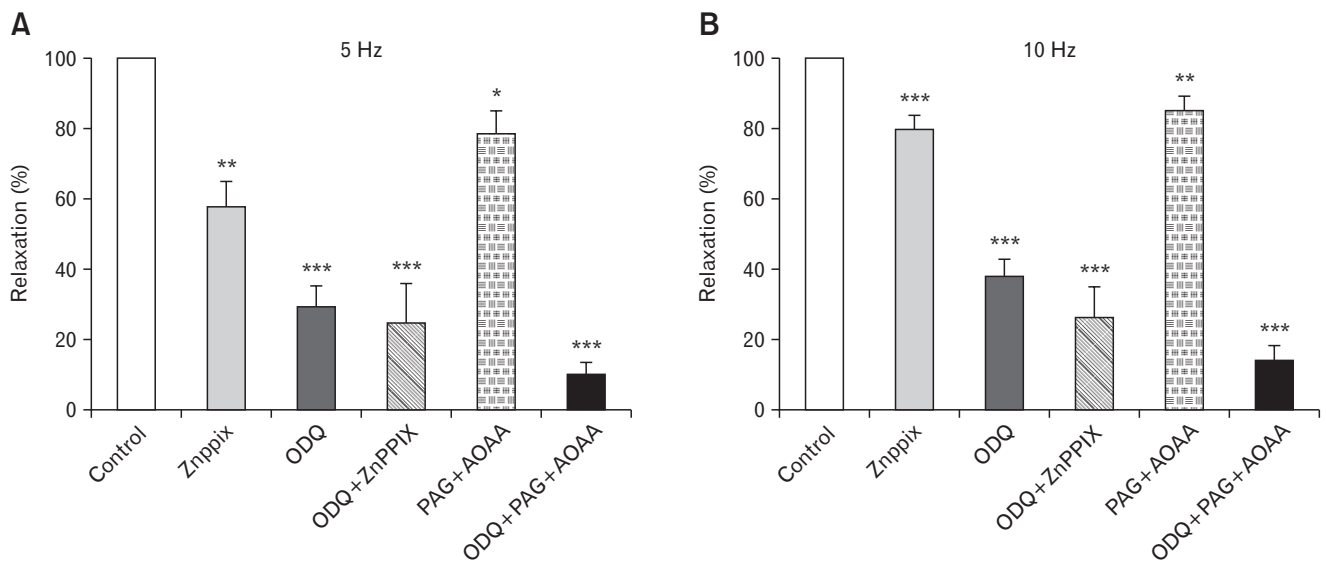 A
5 Hz
Relaxation (%)
100
80
60
40
20
0
**
***
***
*
***
Control
Znppix
ODQ
ODQ+ZnPPIX
PAG+AOAA
ODQ+PAG+AOAA
B
10 Hz
Relaxation (%)
100
80
60
40
20
0
***
***
***
**
***
Control
Znppix
ODQ
ODQ+ZnPPIX
PAG+AOAA
ODQ+PAG+AOAA